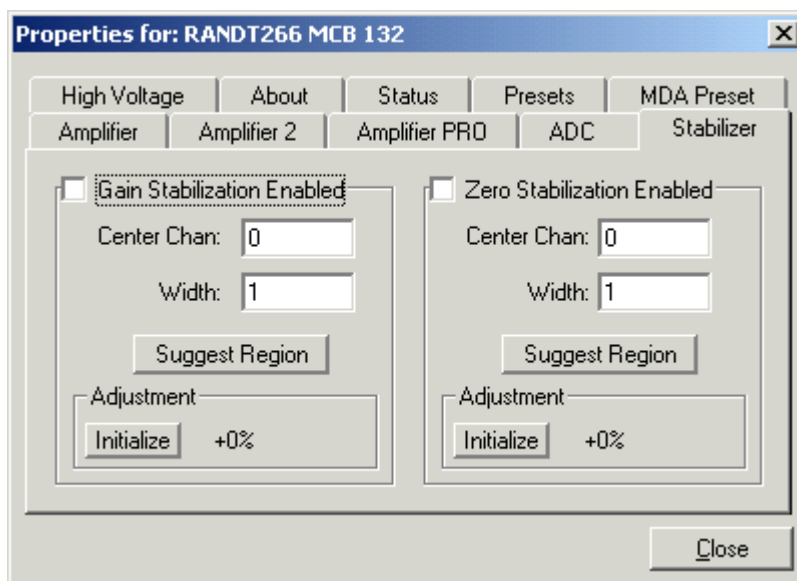 Properties for: RANDT266 MCB 132
High Voltage About Status Presets MDA Preset
Amplifier Amplifier 2 Amplifier PRO ADC Stabilizer
Gain Stabilization Enabled
Center Chan: 0
Width: 1
Suggest Region
Adjustment
Initialize +0%
Zero Stabilization Enabled
Center Chan: 0
Width: 1
Suggest Region
Adjustment
Initialize +0%
Close